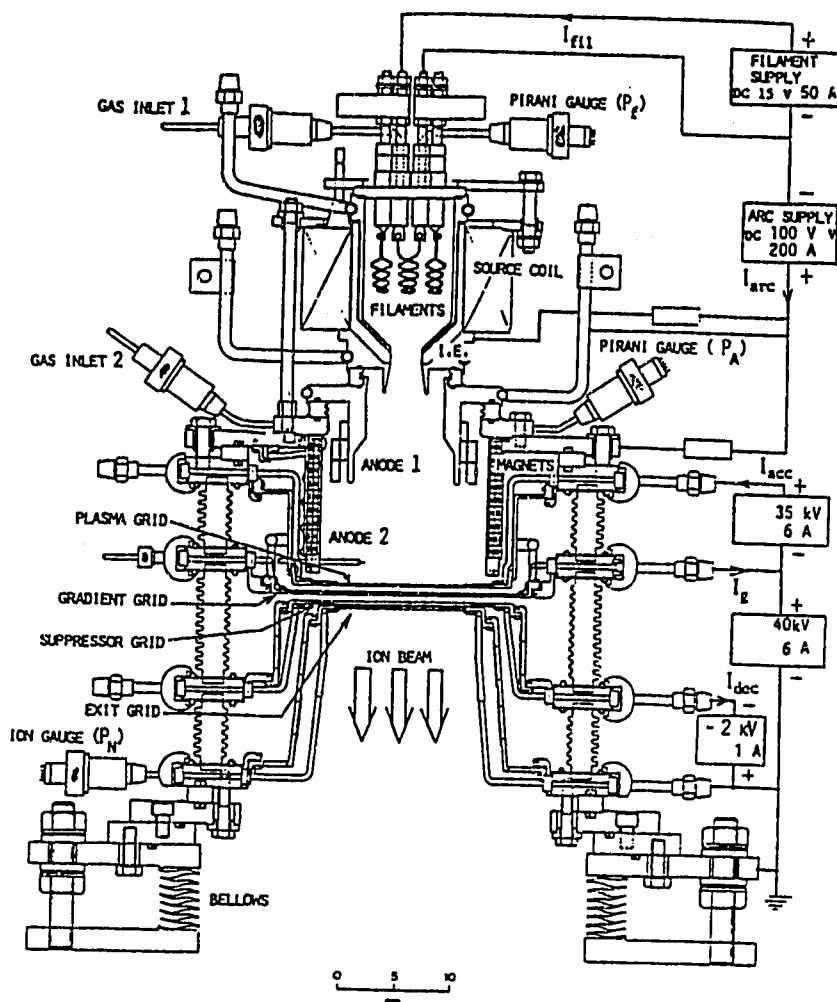 I_fil
+
FILAMENT
SUPPLY
DC 15 V 50 A
-
GAS INLET 1
PIRANI GAUGE (P_f)
-
ARC SUPPLY
DC 100 V V
200 A
+
I_arc
SOURCE COIL
FILAMENTS
I.E.
PIRANI GAUGE (P_A)
GAS INLET 2
ANODE 1
MAGNETS
I_acc
+
35 kV
6 A
-
PLASMA GRID
ANODE 2
GRADIENT GRID
I_g
+
40kV
6 A
-
SUPPRESSOR GRID
ION BEAM
EXIT GRID
I_dec
-
- 2 kV
1 A
+
ION GAUGE (P_N)
BELLOWS
0 5 10